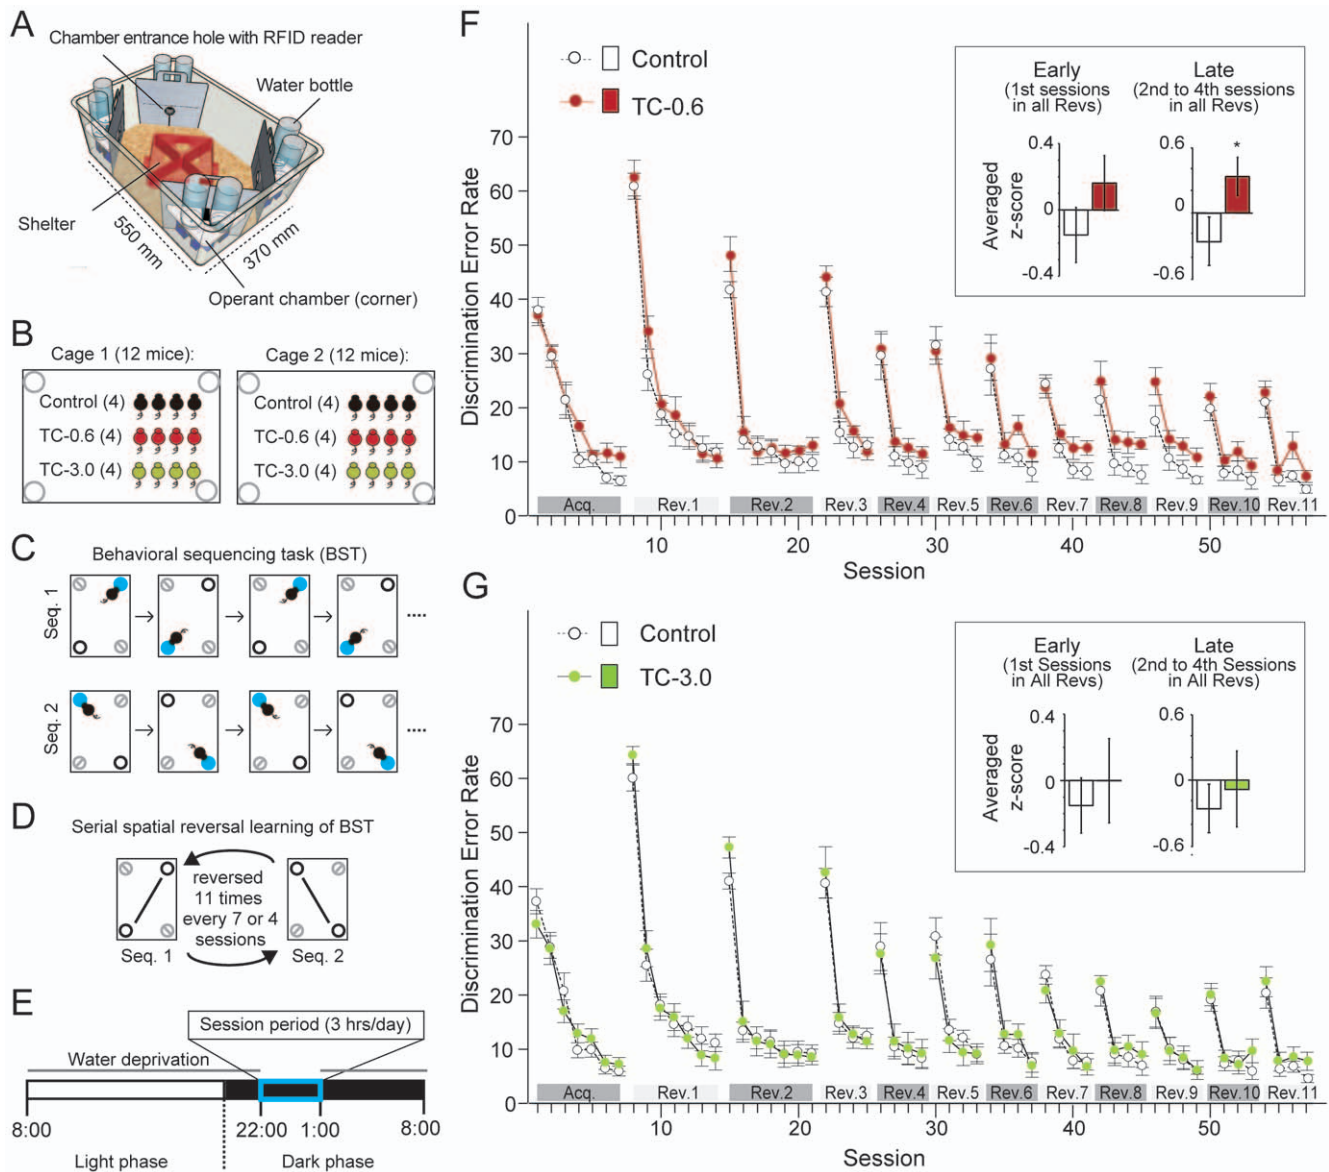 A
Chamber entrance hole with RFID reader
Water bottle
Shelter
550 mm
370 mm
Operant chamber (corner)
B
Cage 1 (12 mice):
Control (4)
TC-0.6 (4)
TC-3.0 (4)
Cage 2 (12 mice):
Control (4)
TC-0.6 (4)
TC-3.0 (4)
C
Behavioral sequencing task (BST)
Seq. 1
Seq. 2
D
Serial spatial reversal learning of BST
reversed
11 times
every 7 or 4
sessions
Seq. 1
Seq. 2
E
Session period (3 hrs/day)
Water deprivation
8:00
22:00
1:00
8:00
Light phase
Dark phase
F
Control
TC-0.6
Discrimination Error Rate
70
60
50
40
30
20
10
0
Acq.
Rev.1
Rev.2
Rev.3
Rev.4
Rev.5
Rev.6
Rev.7
Rev.8
Rev.9
Rev.10
Rev.11
10
20
30
40
50
Session
Early
(1st sessions
in all Revs)
Averaged
z-score
0.4
0
-0.4
Late
(2nd to 4th sessions
in all Revs)
0.6
0
-0.6
*
G
Control
TC-3.0
Discrimination Error Rate
70
60
50
40
30
20
10
0
Acq.
Rev.1
Rev.2
Rev.3
Rev.4
Rev.5
Rev.6
Rev.7
Rev.8
Rev.9
Rev.10
Rev.11
10
20
30
40
50
Session
Early
(1st Sessions
in All Revs)
Averaged
z-score
0.4
0
-0.4
Late
(2nd to 4th Sessions
in All Revs)
0.6
0
-0.6